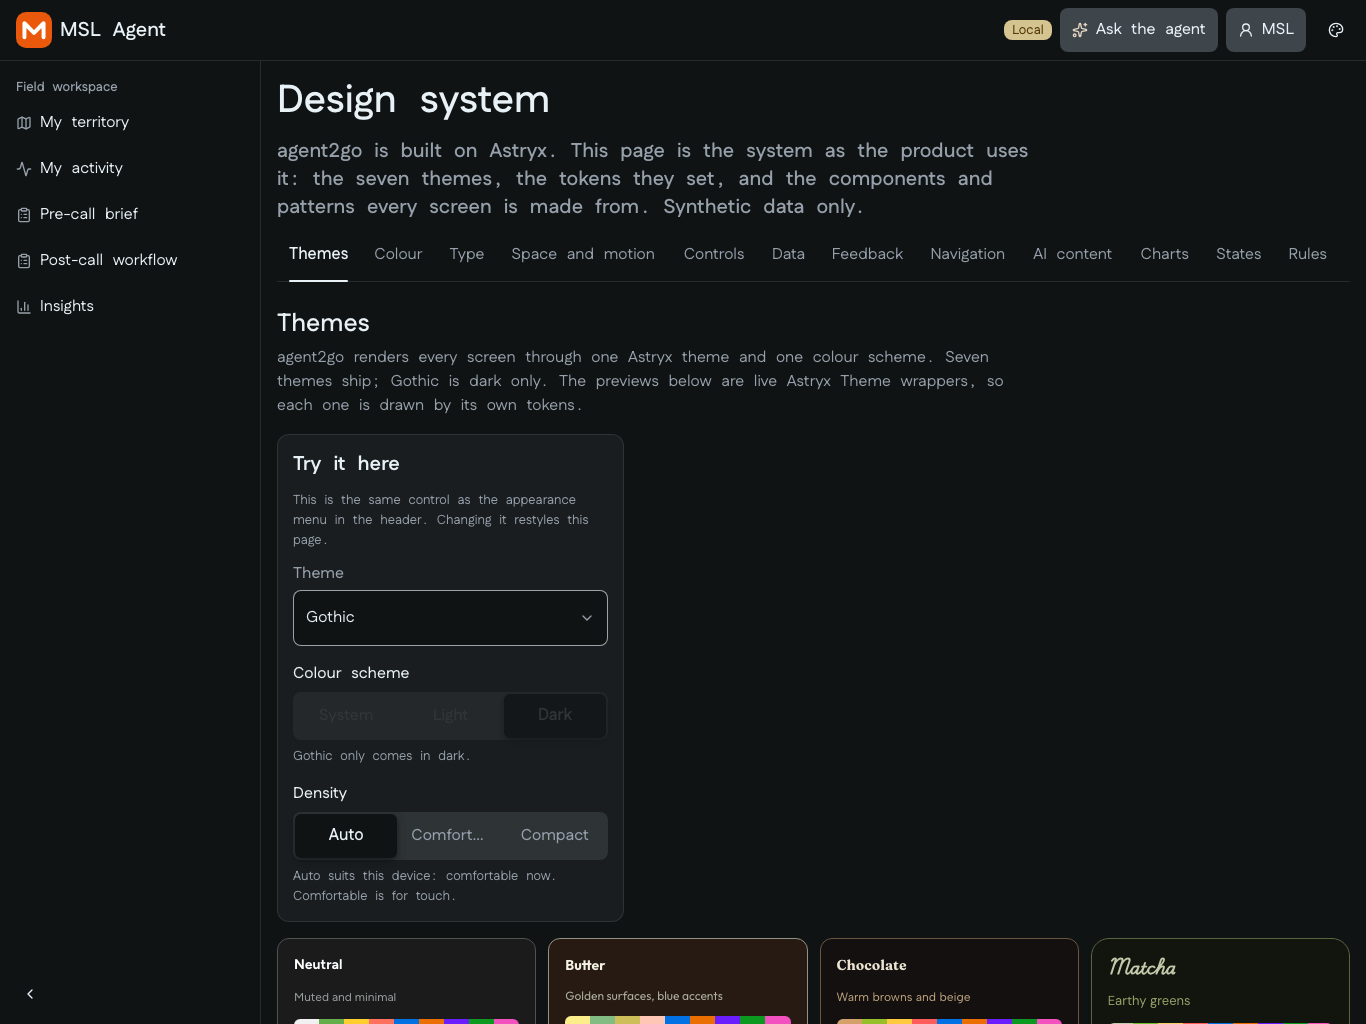 MSL Agent
Local
Ask the agent
MSL
Field workspace
My territory
My activity
Pre-call brief
Post-call workflow
Insights
Design system
agent2go is built on Astryx. This page is the system as the product uses
it: the seven themes, the tokens they set, and the components and
patterns every screen is made from. Synthetic data only.
Themes
Colour
Type
Space and motion
Controls
Data
Feedback
Navigation
AI content
Charts
States
Rules
Themes
agent2go renders every screen through one Astryx theme and one colour scheme. Seven
themes ship; Gothic is dark only. The previews below are live Astryx Theme wrappers, so
each one is drawn by its own tokens.
Try it here
This is the same control as the appearance
menu in the header. Changing it restyles this
page.
Theme
Gothic
Colour scheme
System
Light
Dark
Gothic only comes in dark.
Density
Auto
Comfort...
Compact
Auto suits this device: comfortable now.
Comfortable is for touch.
Neutral
Muted and minimal
Butter
Golden surfaces, blue accents
Chocolate
Warm browns and beige
Matcha
Earthy greens